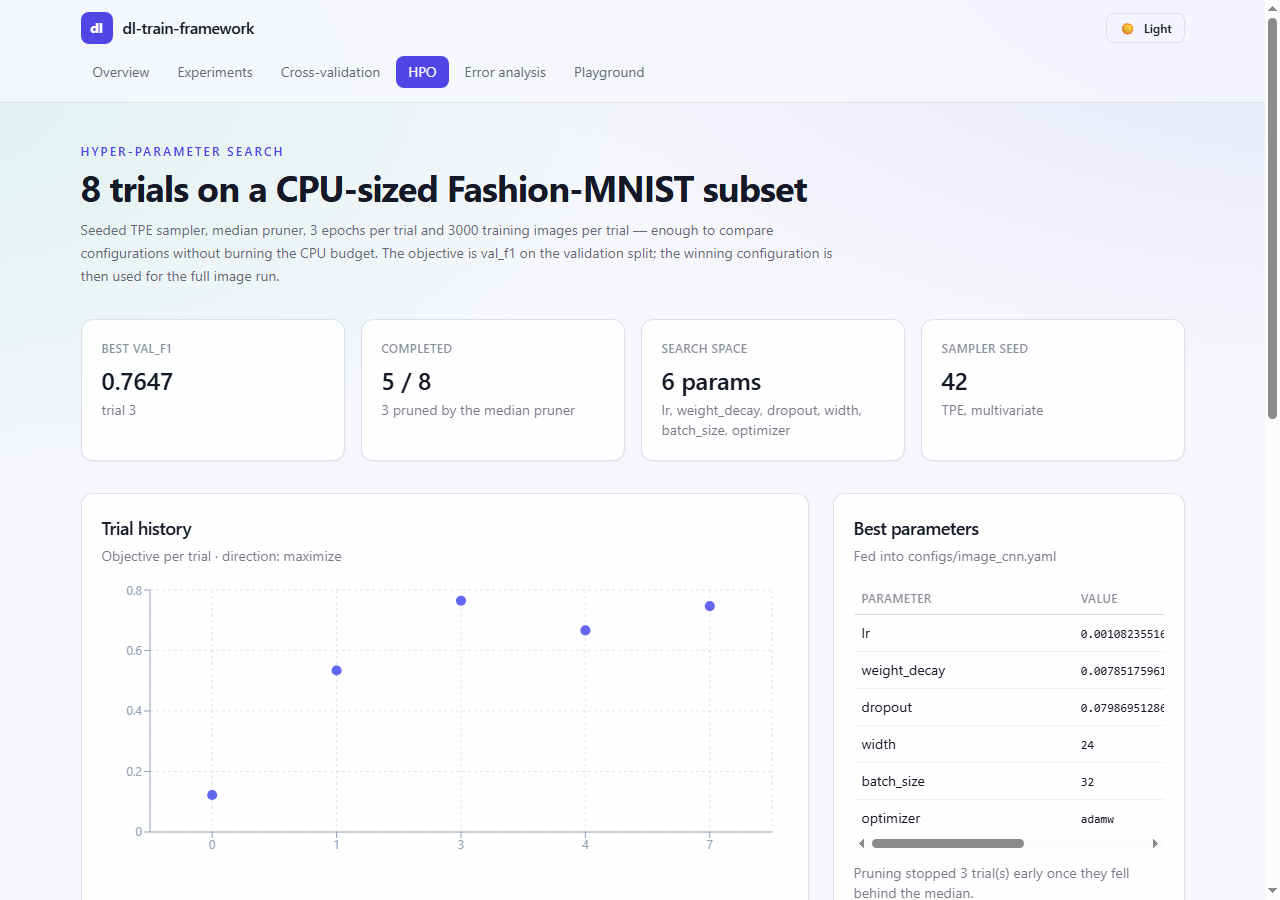 dl dl-train-framework Light
Overview Experiments Cross-validation HPO Error analysis Playground
HYPER-PARAMETER SEARCH
8 trials on a CPU-sized Fashion-MNIST subset
Seeded TPE sampler, median pruner, 3 epochs per trial and 3000 training images per trial — enough to compare
configurations without burning the CPU budget. The objective is val_f1 on the validation split; the winning configuration is
then used for the full image run.
BEST VAL_F1
0.7647
trial 3
COMPLETED
5 / 8
3 pruned by the median pruner
SEARCH SPACE
6 params
lr, weight_decay, dropout, width,
batch_size, optimizer
SAMPLER SEED
42
TPE, multivariate
Trial history
Objective per trial · direction: maximize
0.8
0.6
0.4
0.2
0
0 1 3 4 7
Best parameters
Fed into configs/image_cnn.yaml
PARAMETER VALUE
lr 0.00108235516
weight_decay 0.00785175961
dropout 0.07986951286
width 24
batch_size 32
optimizer adamw
Pruning stopped 3 trial(s) early once they fell
behind the median.